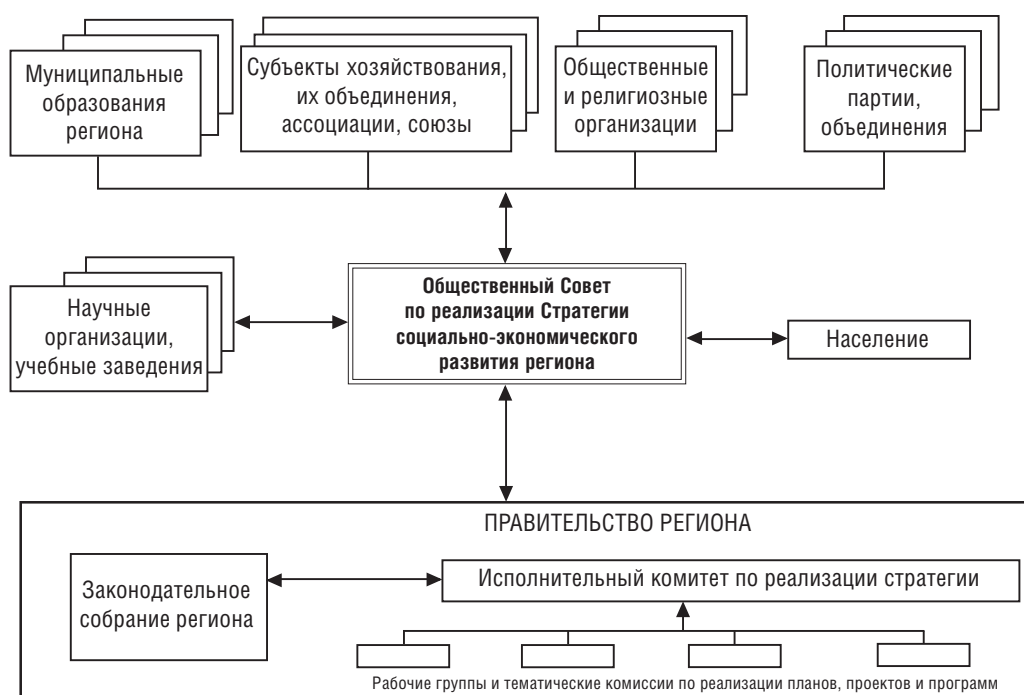 Муниципальные
образования
региона
Субъекты хозяйствования,
их объединения,
ассоциации, союзы
Общественные
и религиозные
организации
Политические
партии,
объединения
Научные
организации,
учебные заведения
Общественный Совет
по реализации Стратегии
социально-экономического
развития региона
Население
ПРАВИТЕЛЬСТВО РЕГИОНА
Законодательное
собрание региона
Исполнительный комитет по реализации стратегии
Рабочие группы и тематические комиссии по реализации планов, проектов и программ